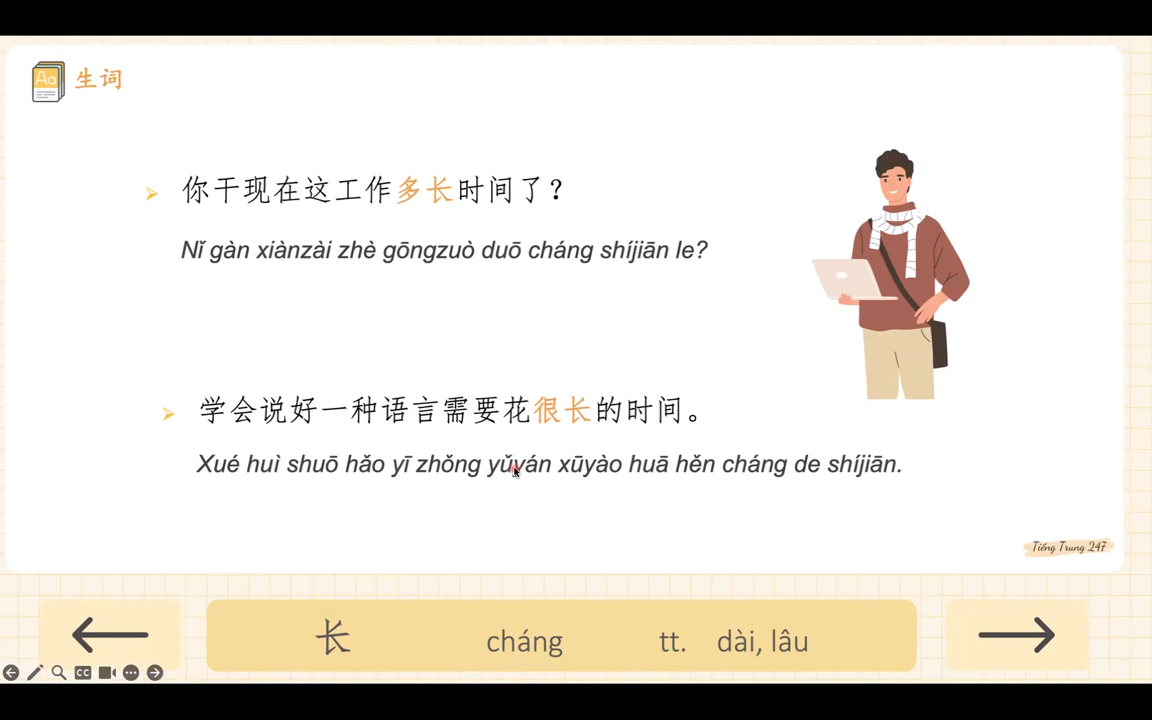 Aa 生词
你干现在这工作多长时间了？
Nǐ gàn xiànzài zhè gōngzuò duō cháng shíjiān le?
学会说好一种语言需要花很长的时间。
Xué huì shuō hǎo yī zhǒng yǔyán xūyào huā hěn cháng de shíjiān.
Tiếng Trung 247
长 cháng tt. dài, lâu
CC